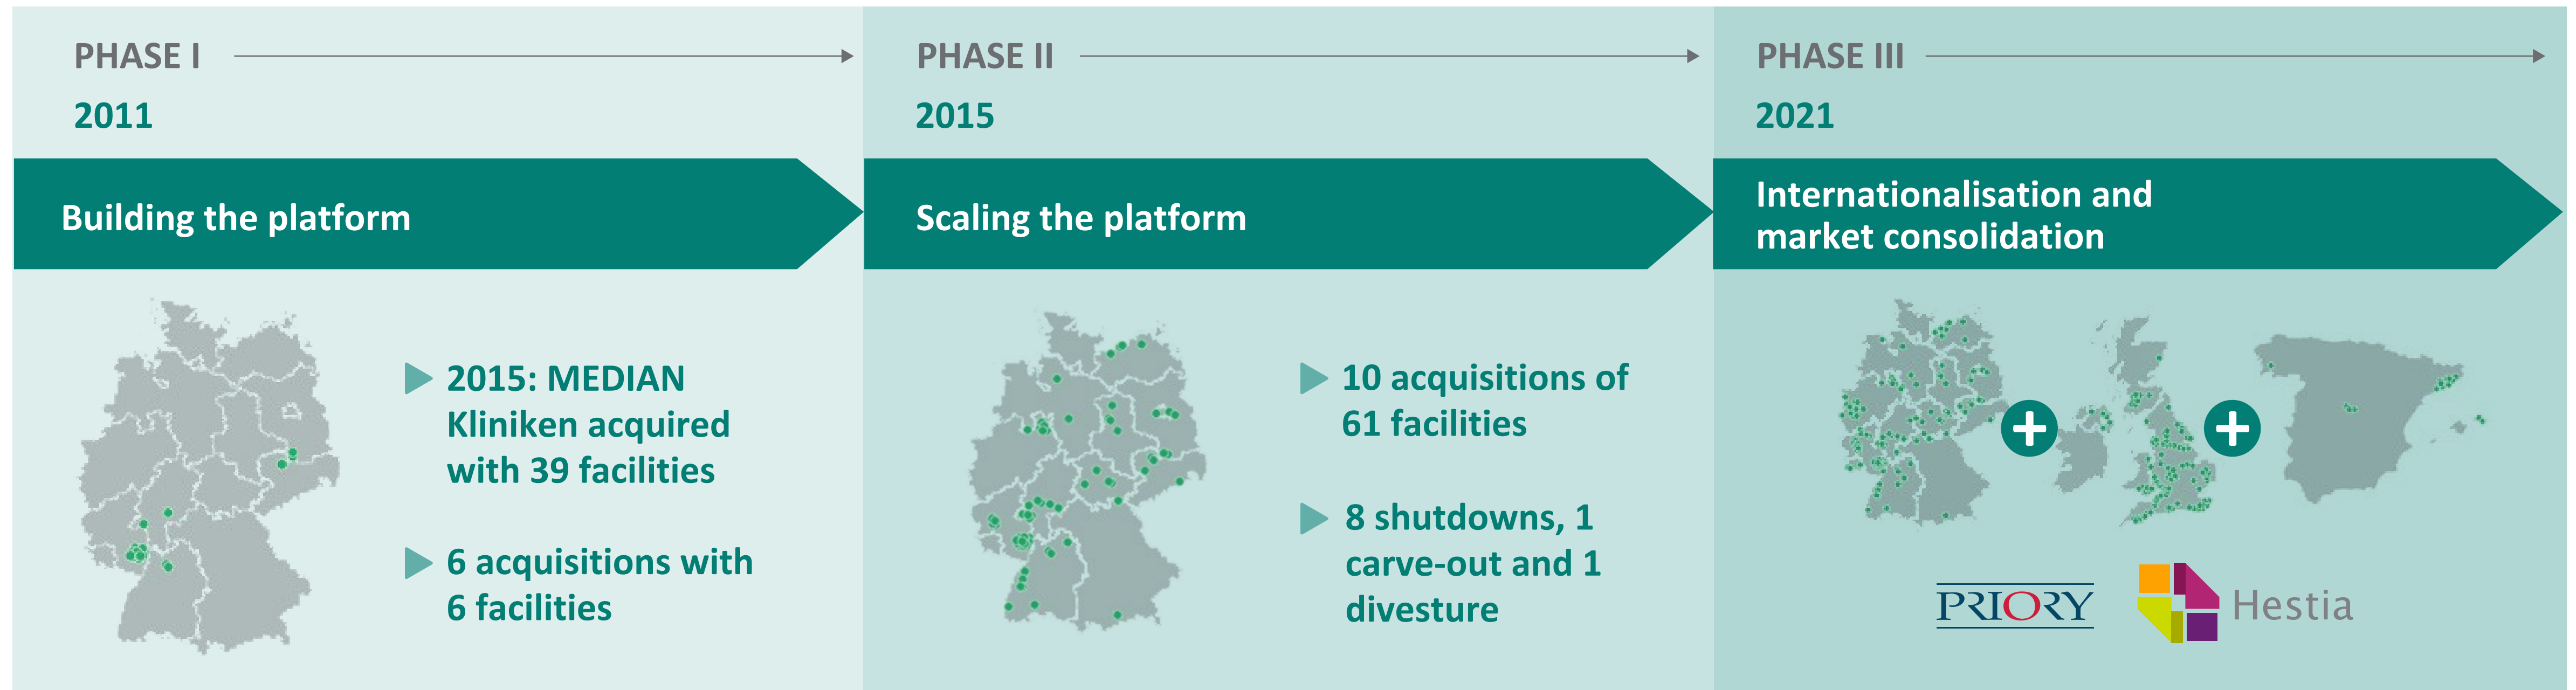 PHASE I
2011
Building the platform
2015: MEDIAN
Kliniken acquired
with 39 facilities
6 acquisitions with
6 facilities
PHASE II
2015
Scaling the platform
10 acquisitions of
61 facilities
8 shutdowns, 1
carve-out and 1
divesture
PHASE III
2021
Internationalisation and
market consolidation
PRIORY
Hestia